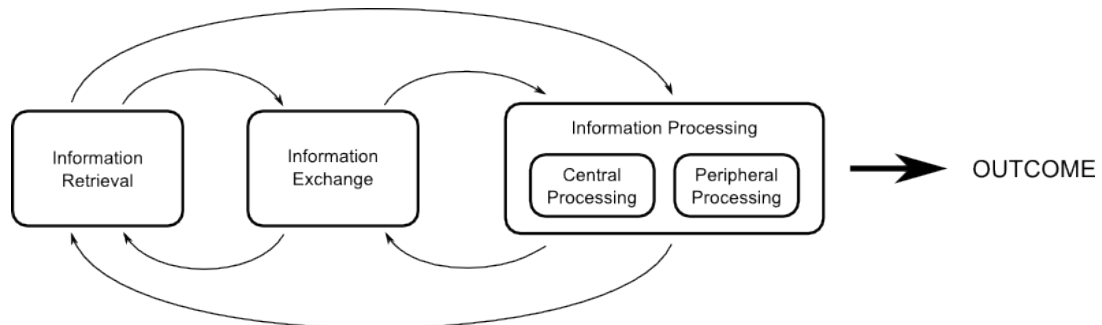 Information
Retrieval
Information
Exchange
Information Processing
Central
Processing
Peripheral
Processing
OUTCOME